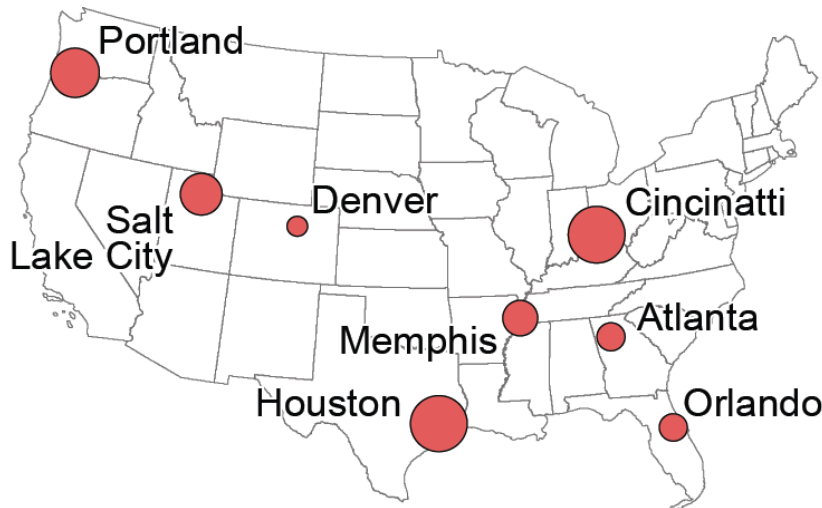 Portland
Denver
Cincinatti
Salt
Lake City
Atlanta
Memphis
Houston
Orlando